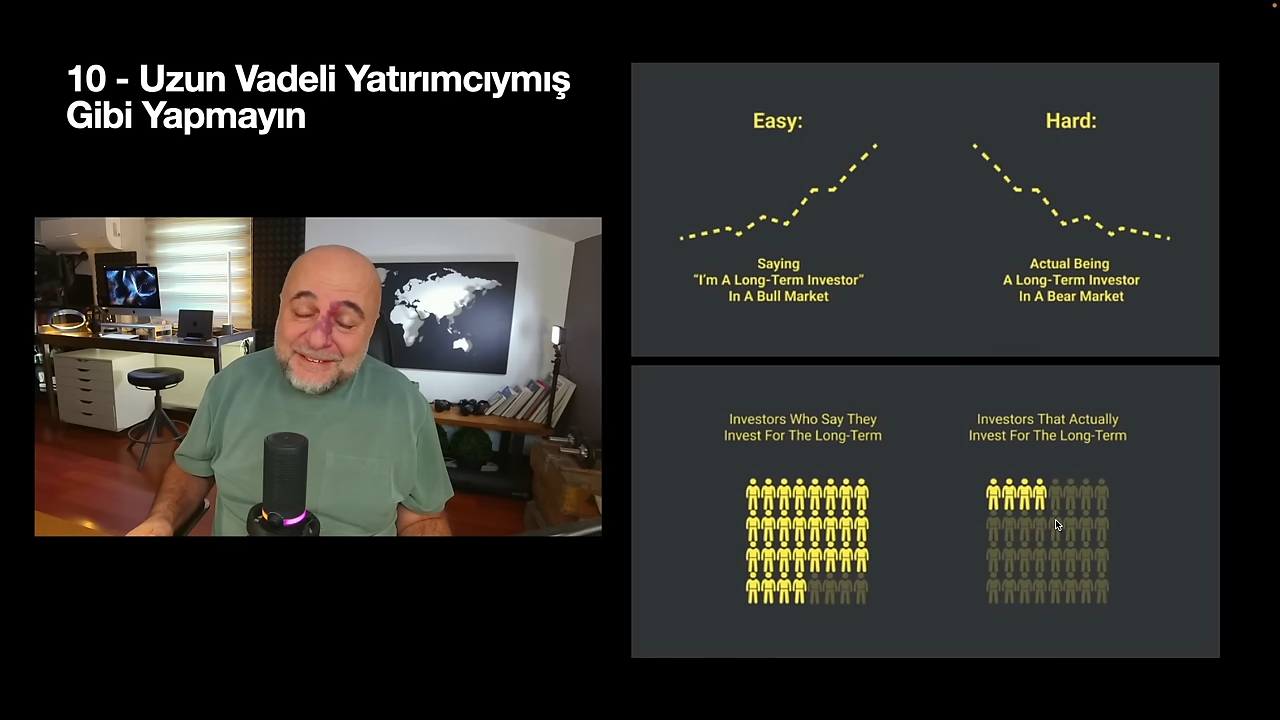 10 - Uzun Vadeli Yatırımcıymış
Gibi Yapmayın
Easy:
Saying
“I’m A Long-Term Investor”
In A Bull Market
Hard:
Actual Being
A Long-Term Investor
In A Bear Market
Investors Who Say They
Invest For The Long-Term
Investors That Actually
Invest For The Long-Term